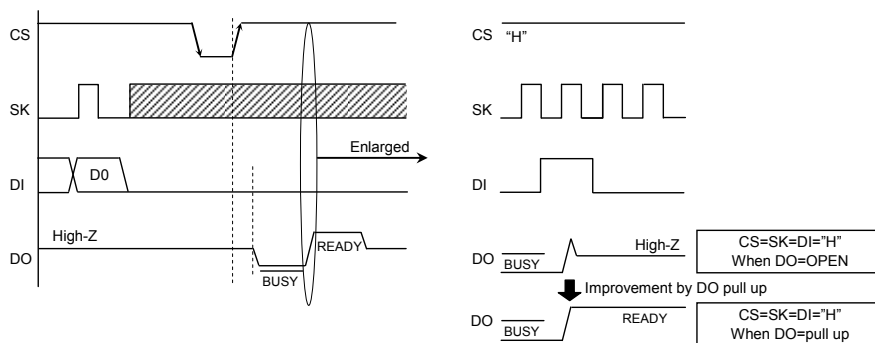 CS
SK
DI
D0
High-Z
DO
BUSY
READY
Enlarged
CS
“H”
SK
DI
DO
BUSY
High-Z
CS=SK=DI=”H”
When DO=OPEN
Improvement by DO pull up
DO
BUSY
READY
CS=SK=DI=”H”
When DO=pull up